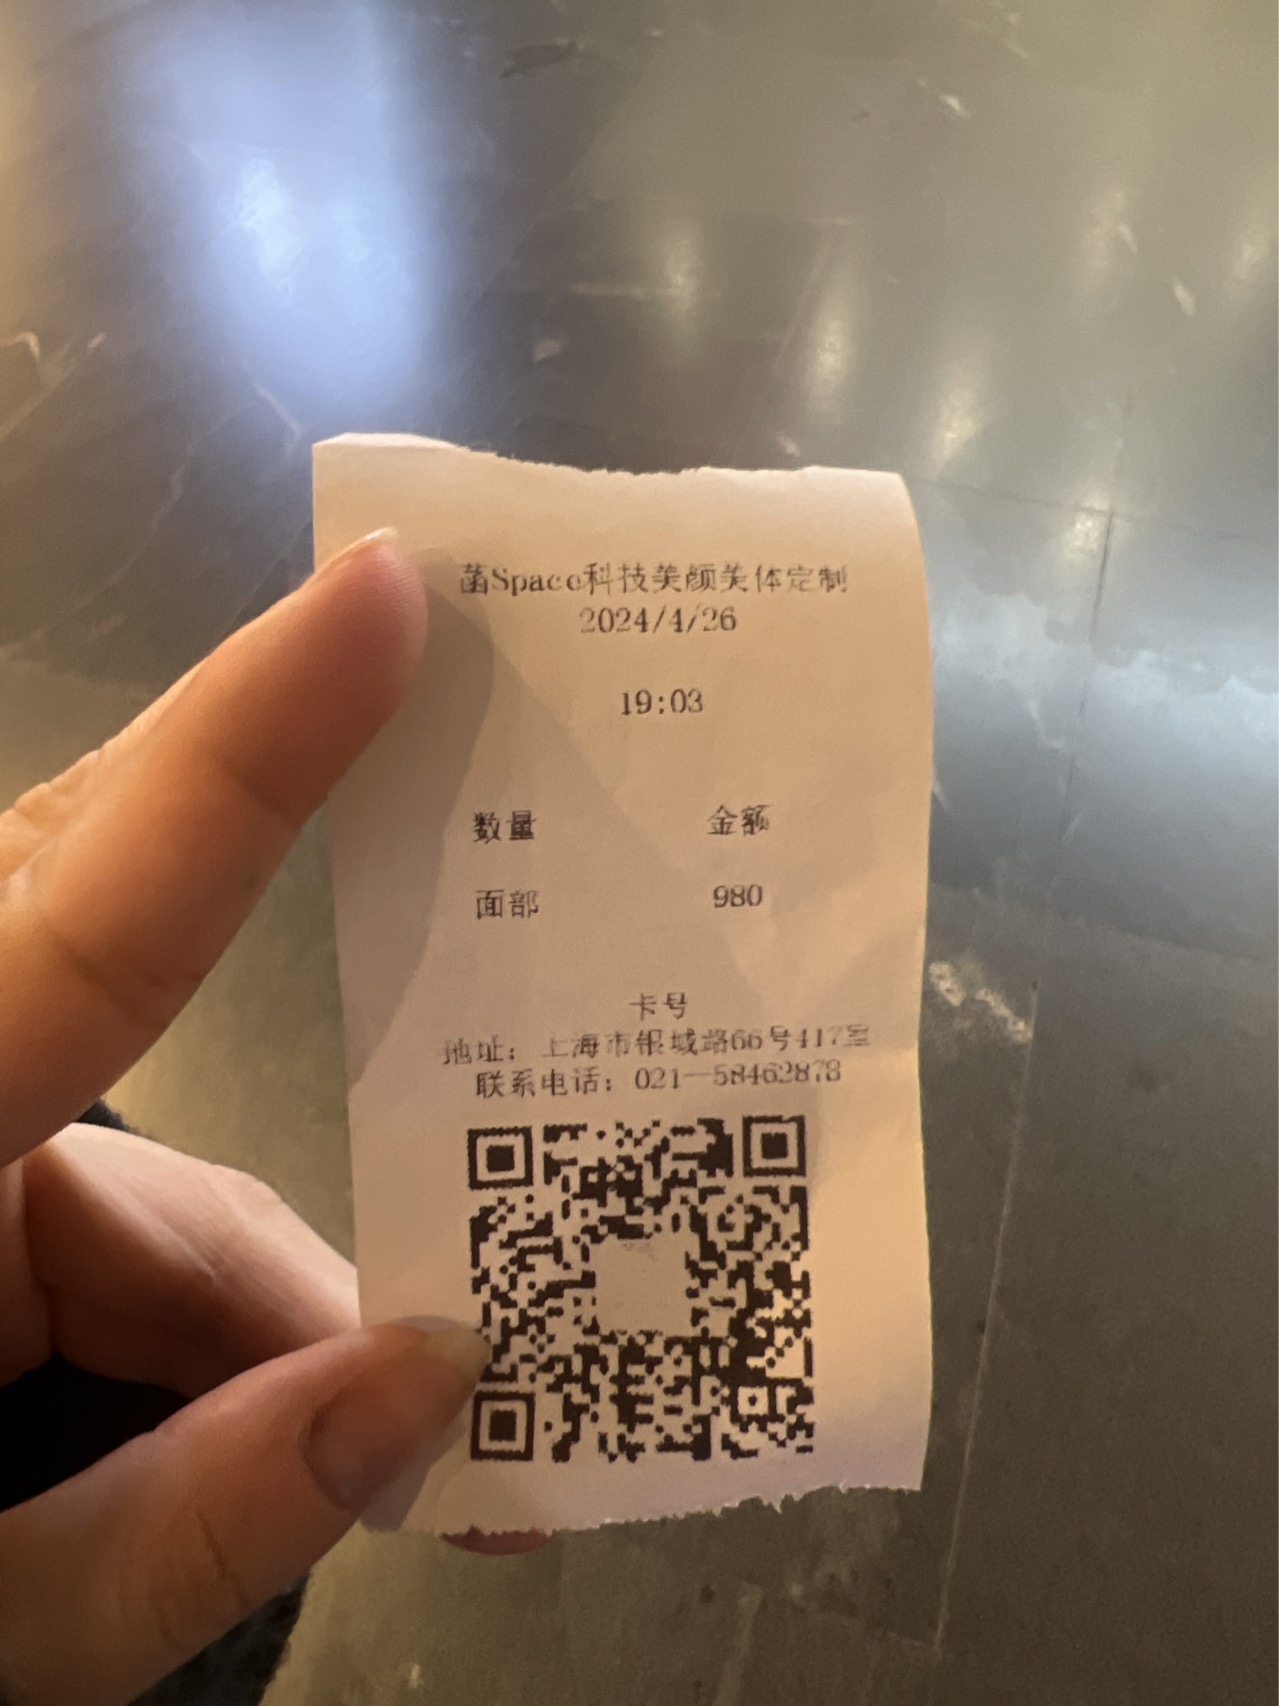 菡Space科技美颜美体定制
2024/4/26
19:03
数量 金额
面部 980
卡号
地址：上海市银城路66号417室
联系电话：021-58462878